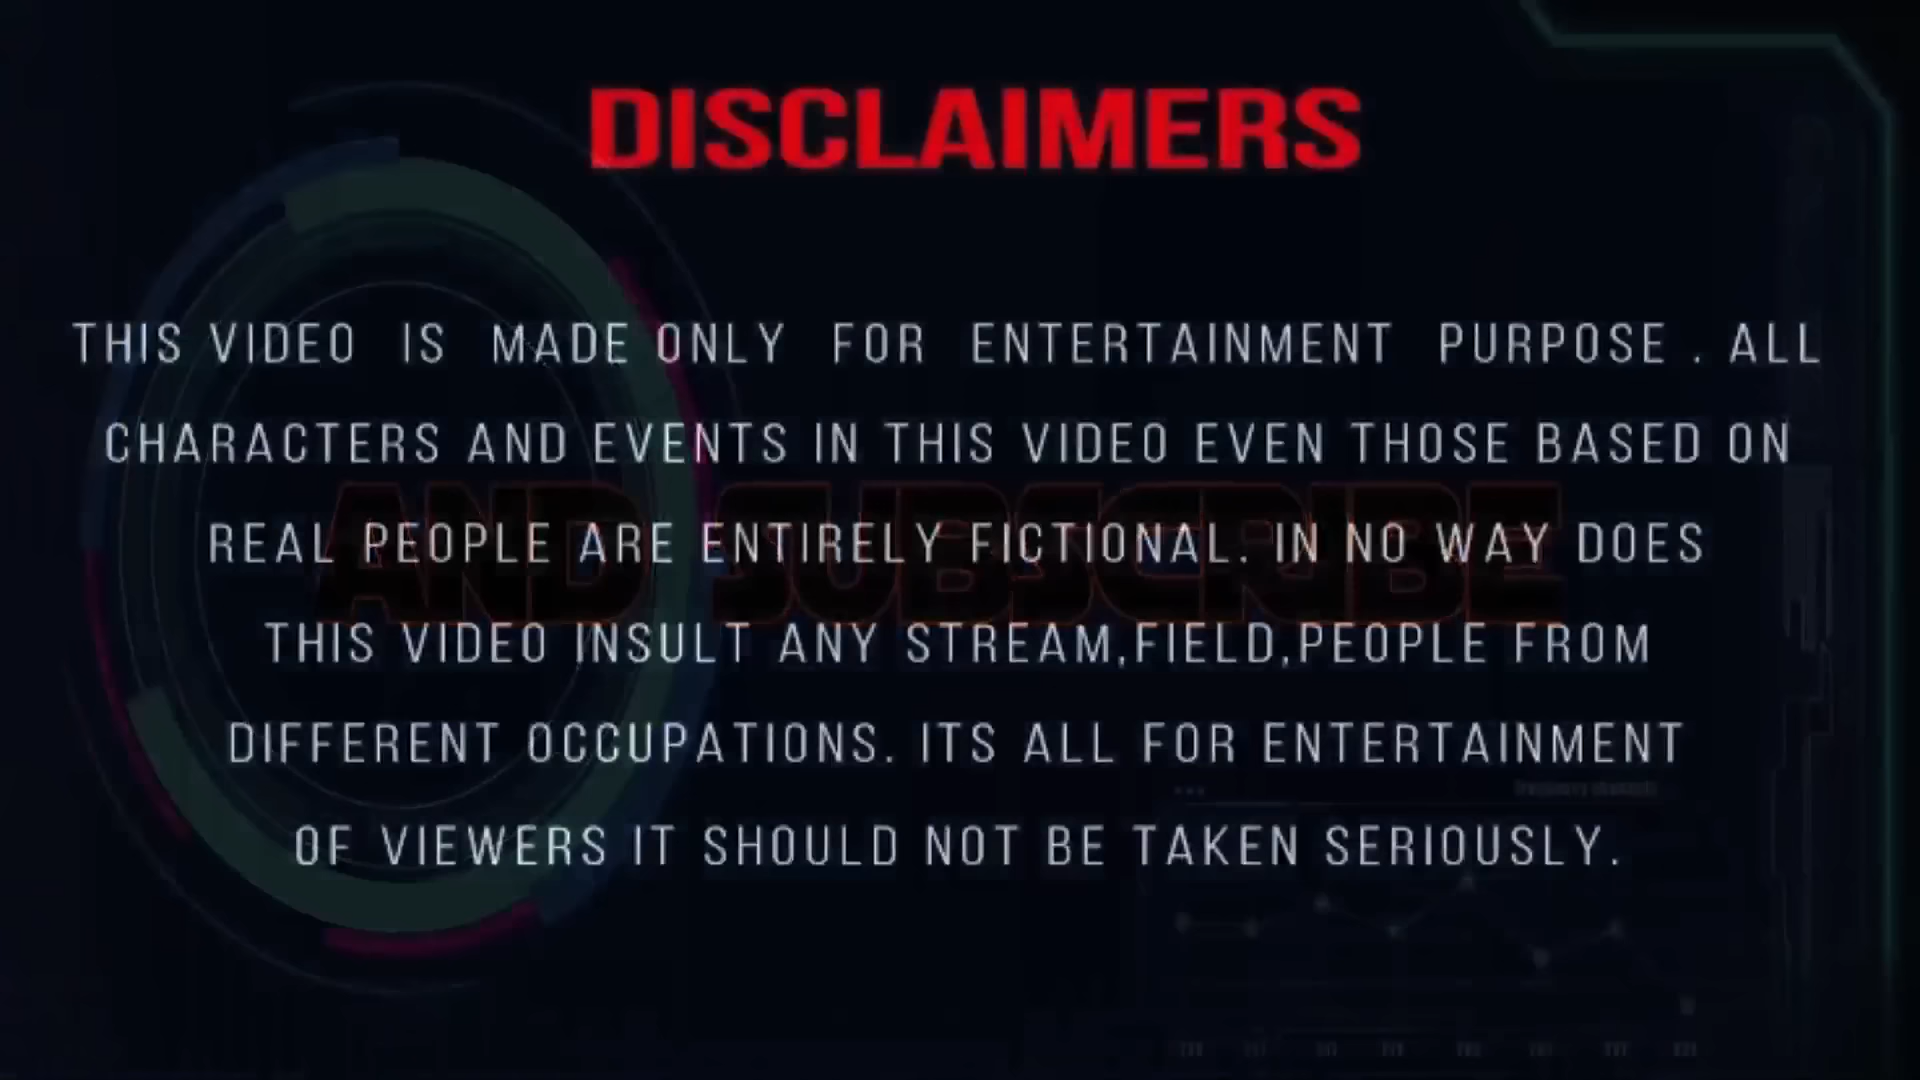 DISCLAIMERS
THIS VIDEO IS MADE ONLY FOR ENTERTAINMENT PURPOSE . ALL
CHARACTERS AND EVENTS IN THIS VIDEO EVEN THOSE BASED ON
REAL PEOPLE ARE ENTIRELY FICTIONAL. IN NO WAY DOES
AND SUBSCRIBE
THIS VIDEO INSULT ANY STREAM,FIELD,PEOPLE FROM
DIFFERENT OCCUPATIONS. ITS ALL FOR ENTERTAINMENT
OF VIEWERS IT SHOULD NOT BE TAKEN SERIOUSLY.